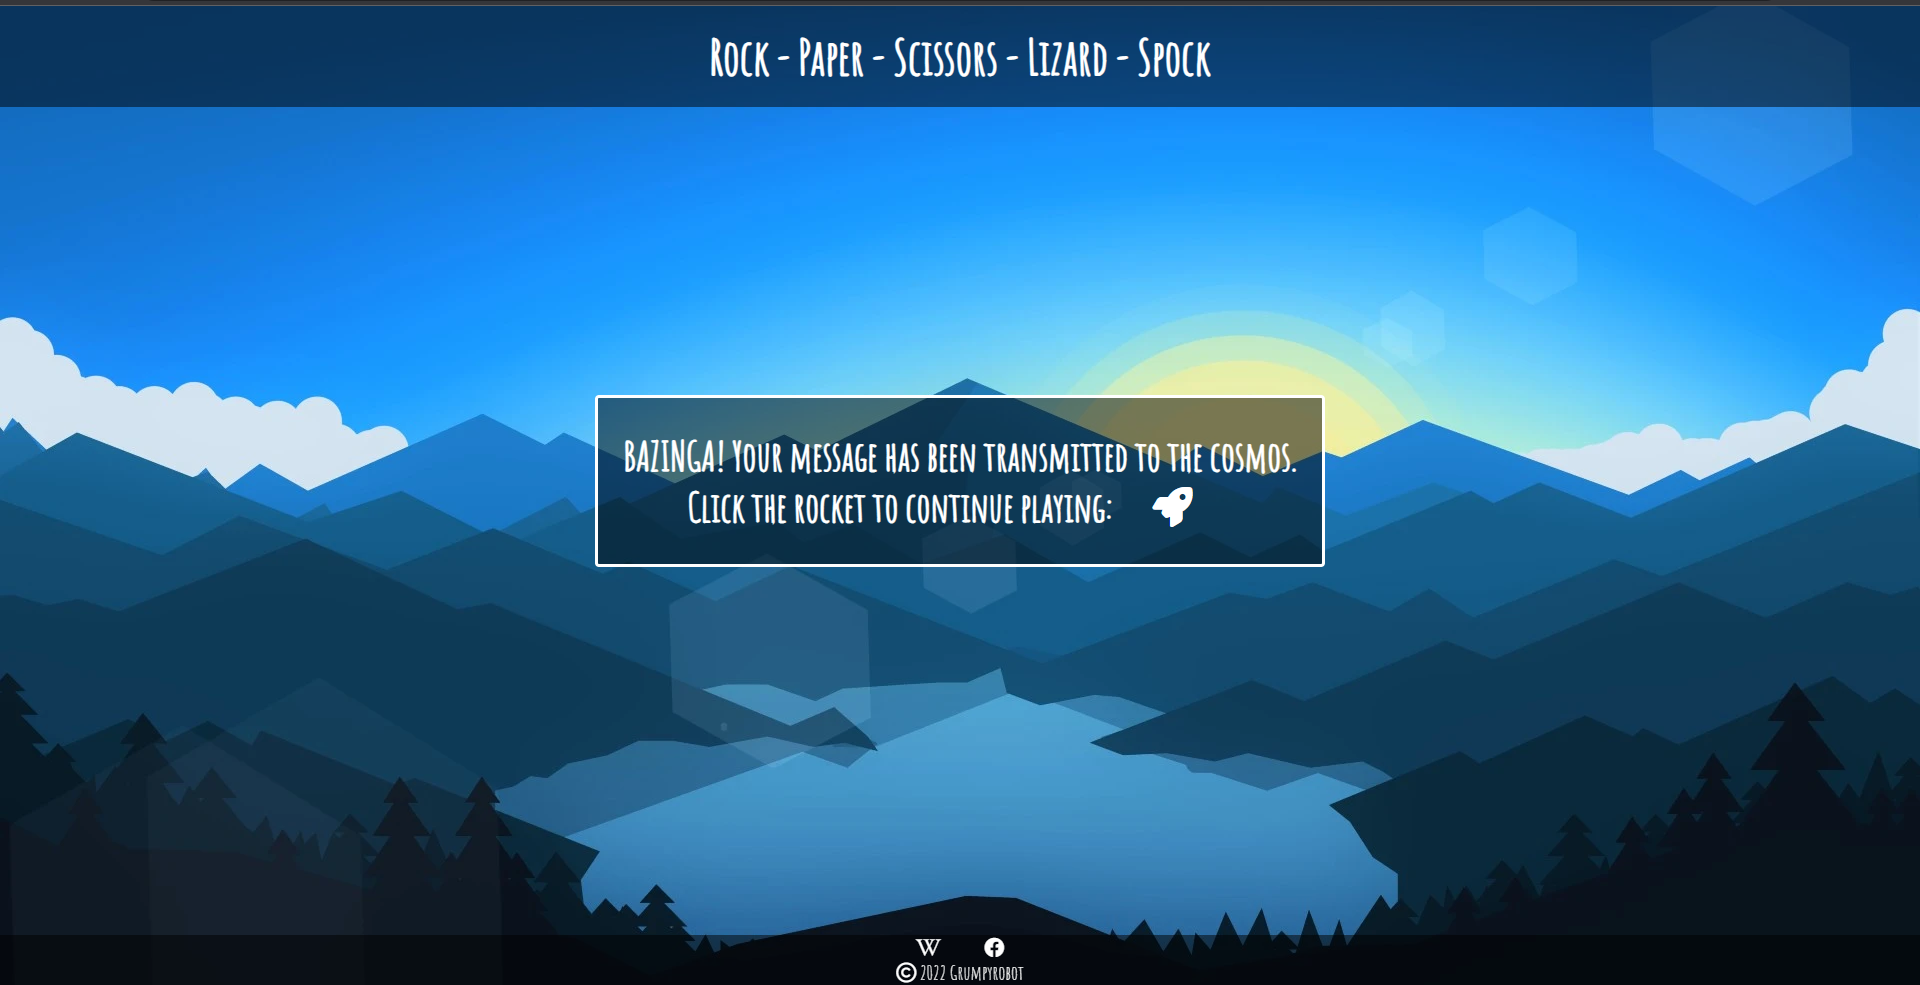 Rock - Paper - Scissors - Lizard - Spock
BAZINGA! Your message has been transmitted to the cosmos.
Click the rocket to continue playing:
W
© 2022 Grumpyrobot